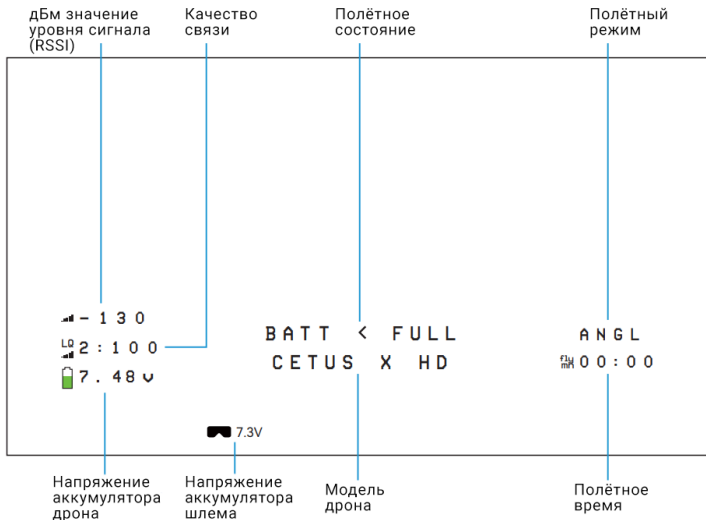 дБм значение
уровня сигнала
(RSSI)
Качество
связи
Полётное
состояние
Полётный
режим
-130
LQ 2:100
7.48v
BATT < FULL
CETUS X HD
ANGL
00:00
7.3V
Напряжение
аккумулятора
дрона
Напряжение
аккумулятора
шлема
Модель
дрона
Полётное
время